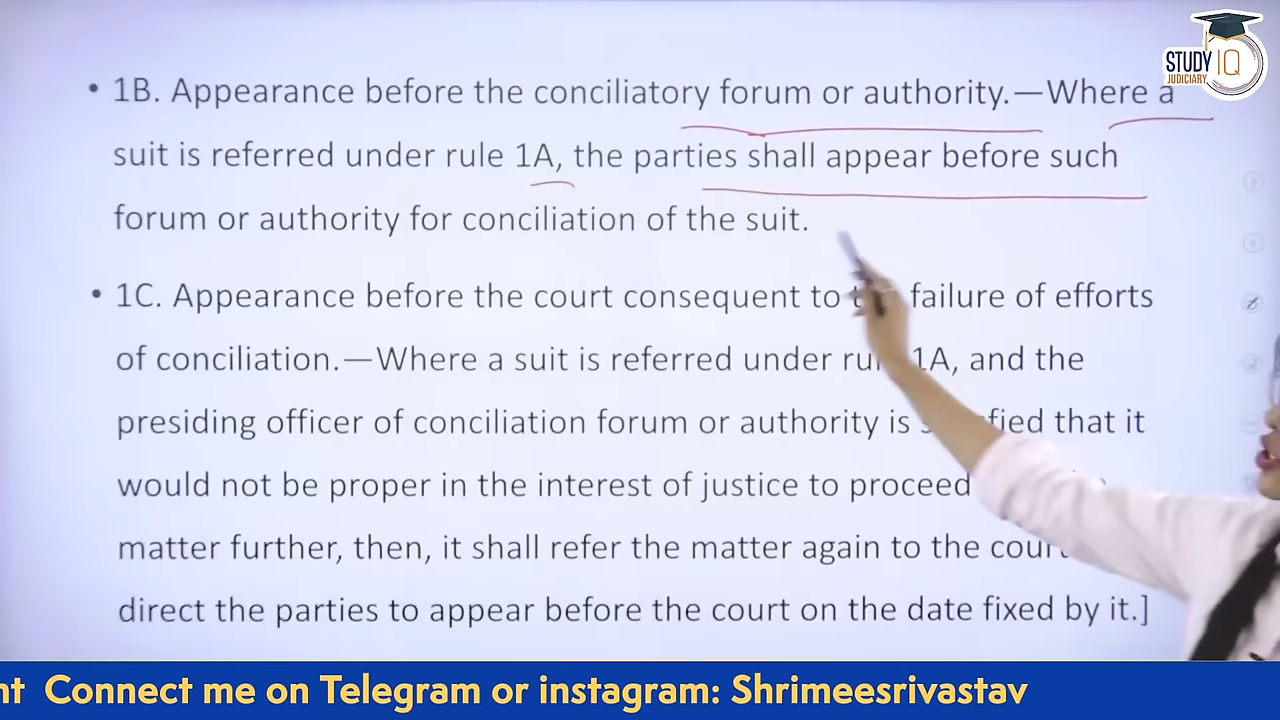 STUDY IQ
JUDICIARY
• 1B. Appearance before the conciliatory forum or authority.—Where a
suit is referred under rule 1A, the parties shall appear before such
forum or authority for conciliation of the suit.
• 1C. Appearance before the court consequent to failure of efforts
of conciliation.—Where a suit is referred under 1A, and the
presiding officer of conciliation forum or authority is that it
would not be proper in the interest of justice to proceed
matter further, then, it shall refer the matter again to the
direct the parties to appear before the court on the date fixed by it.]
Connect me on Telegram or instagram: Shrimeesrivastav